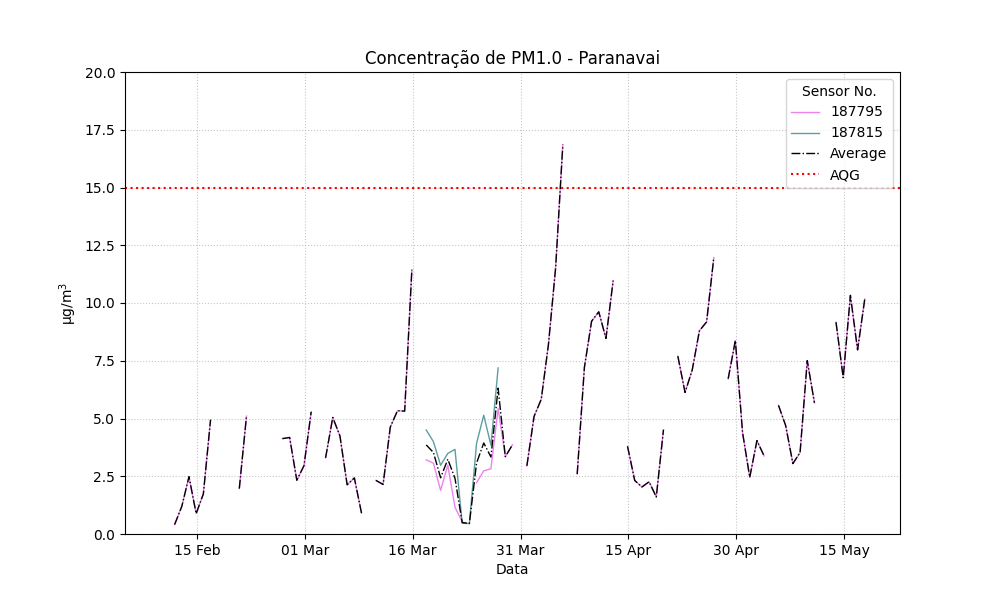 Concentração de PM1.0 - Paranavai
20.0
17.5
15.0
12.5
10.0
7.5
5.0
2.5
0.0
µg/m³
Sensor No.
187795
187815
Average
AQG
15 Feb
01 Mar
16 Mar
31 Mar
15 Apr
30 Apr
15 May
Data